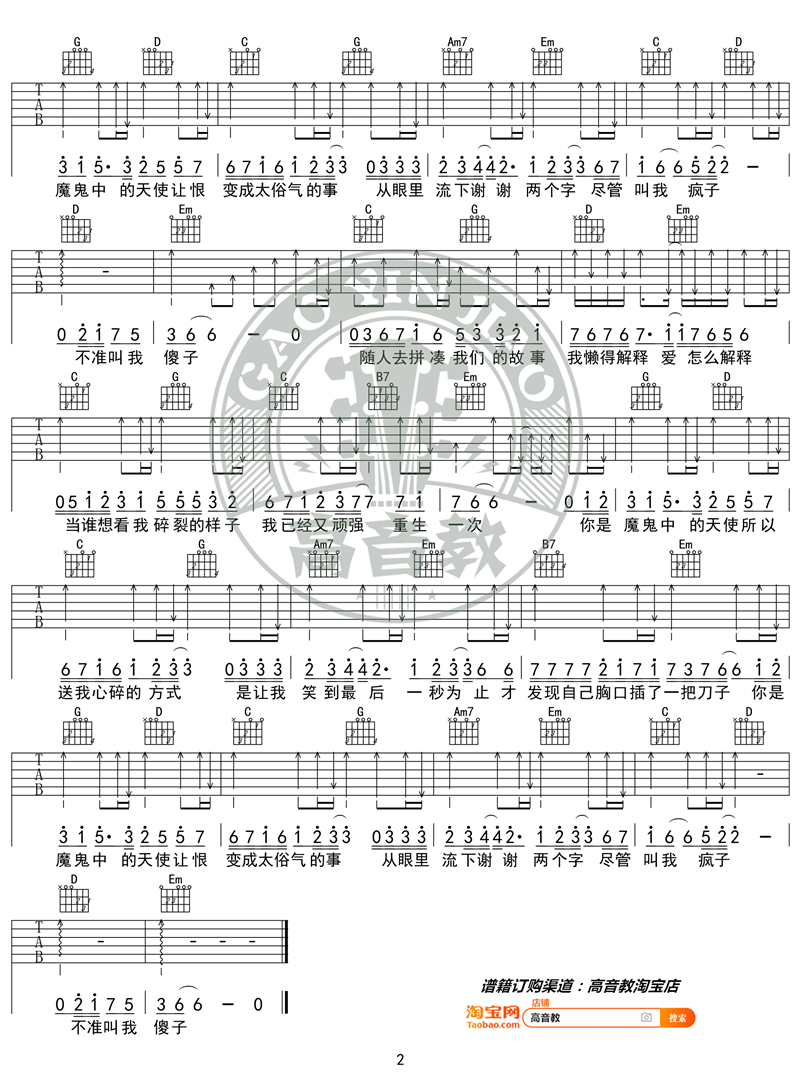 G D C G Am7 Em C D
T A B
3 1 5· 3 2 5 5 7 6 7 1 6 1 2 3 3 0 3 3 3 2 3 4 4 2· 1 2 3 3 6 7 1 6 6 5 2 2 –
魔鬼中 的天使让恨 变成太俗气的事 从眼里 流下谢谢 两个字 尽管 叫我 疯子
D Em C G D Em
T A B
0 2 1 7 5 3 6 6 – 0 0 3 6 7 1 6 5 3 3 2 1 7 6 7 6 7· 1 1 7 6 5 6
不准叫我 傻子 随人去拼凑我们的故事 我懒得解释 爱 怎么解释
C G C B7 Em G D
T A B
0 5 1 2 3 1 5 5 5 3 2 6 7 1 2 3 7 7 7 1 7 6 6 – 0 1 2 3 1 5· 3 2 5 5 7
当谁想看我碎裂的样子 我已经又顽强 重生 一次 你是 魔鬼中 的天使所以
C G Am7 Em B7 Em
T A B
6 7 1 6 1 2 3 3 0 3 3 3 2 3 4 4 2· 1 2 3 3 6 6 7 7 7 7 2 1 7 1 7 3 7 6 6 1 2
送我心碎的 方式 是让我 笑到最 后 一秒为 止才 发现自己胸口插了一把刀子 你是
G D C G Am7 Em C D
T A B
3 1 5· 3 2 5 5 7 6 7 1 6 1 2 3 3 0 3 3 3 2 3 4 4 2· 1 2 3 3 6 7 1 6 6 5 2 2 –
魔鬼中 的天使让恨 变成太俗气的事 从眼里 流下谢谢 两个字 尽管 叫我 疯子
D Em
T A B
0 2 1 7 5 3 6 6 – 0
不准叫我 傻子
GAO YIN JIAO
高音教
谱籍订购渠道：高音教淘宝店
淘宝网 店铺
Taobao.com 高音教 搜索
2